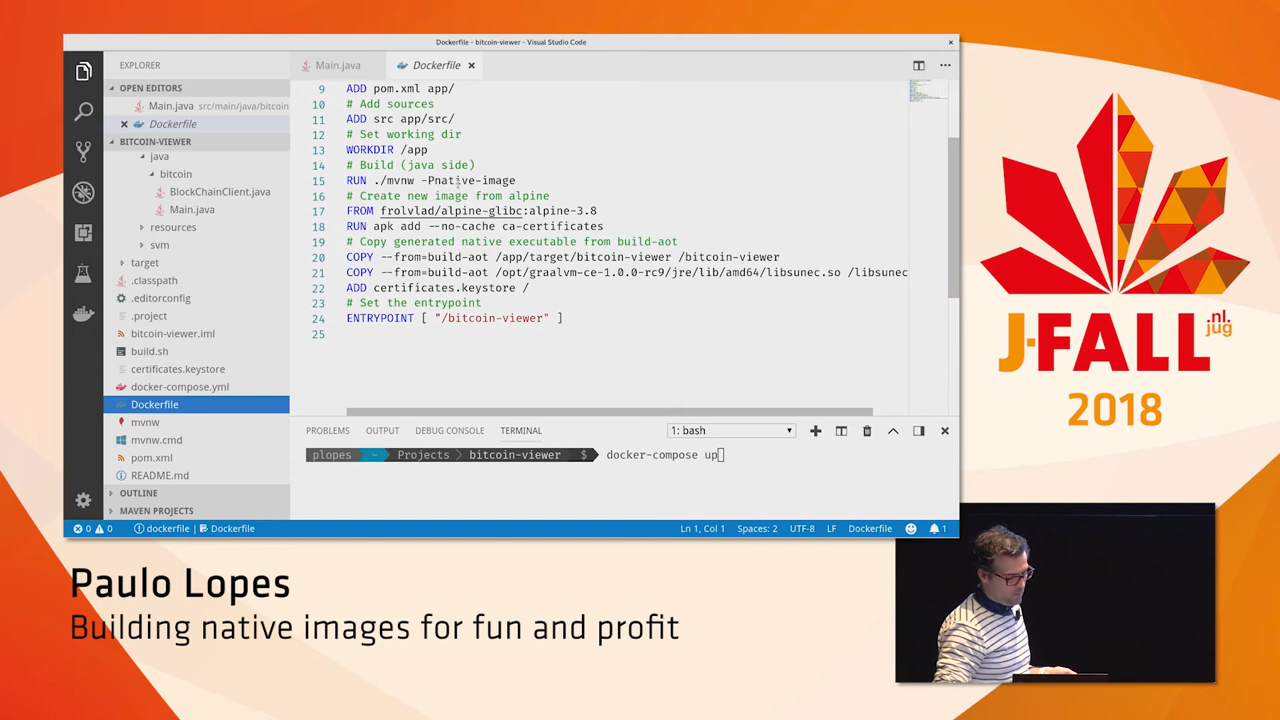 Dockerfile - bitcoin-viewer - Visual Studio Code
EXPLORER
OPEN EDITORS
Main.java src/main/java/bitcoin
Dockerfile
BITCOIN-VIEWER
java
bitcoin
BlockChainClient.java
Main.java
resources
svm
target
.classpath
.editorconfig
.project
bitcoin-viewer.iml
build.sh
certificates.keystore
docker-compose.yml
Dockerfile
mvnw
mvnw.cmd
pom.xml
README.md
OUTLINE
MAVEN PROJECTS
Main.java Dockerfile
9 ADD pom.xml app/
10 # Add sources
11 ADD src app/src/
12 # Set working dir
13 WORKDIR /app
14 # Build (java side)
15 RUN ./mvnw -Pnative-image
16 # Create new image from alpine
17 FROM frolvlad/alpine-glibc:alpine-3.8
18 RUN apk add --no-cache ca-certificates
19 # Copy generated native executable from build-aot
20 COPY --from=build-aot /app/target/bitcoin-viewer /bitcoin-viewer
21 COPY --from=build-aot /opt/graalvm-ce-1.0.0-rc9/jre/lib/amd64/libsunec.so /libsunec
22 ADD certificates.keystore /
23 # Set the entrypoint
24 ENTRYPOINT [ "/bitcoin-viewer" ]
25
PROBLEMS OUTPUT DEBUG CONSOLE TERMINAL 1: bash
plopes ~ Projects bitcoin-viewer $ docker-compose up
0 0 dockerfile Dockerfile Ln 1, Col 1 Spaces: 2 UTF-8 LF Dockerfile 1
J-FALL nl.jug
2018
Paulo Lopes
Building native images for fun and profit